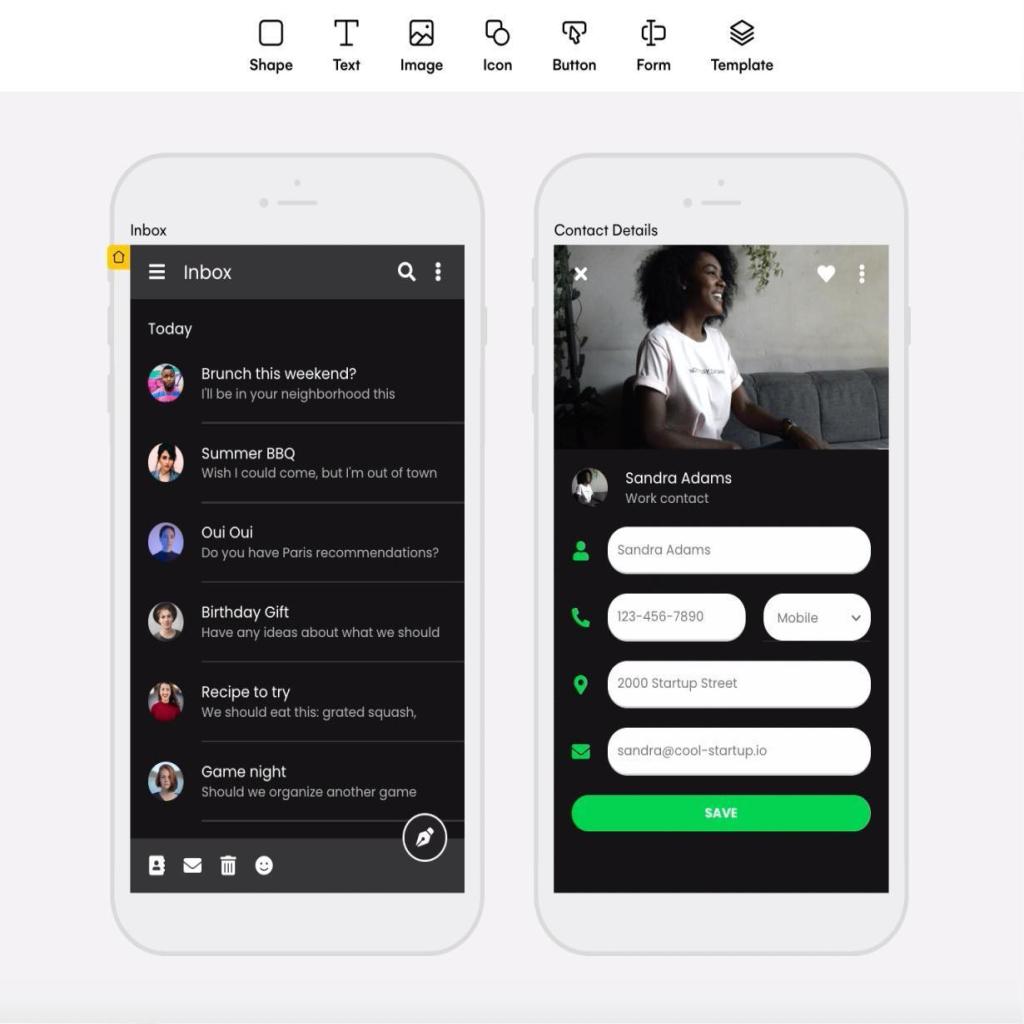 Shape Text Image Icon Button Form Template
Inbox
Inbox
Today
Brunch this weekend?
I'll be in your neighborhood this
Summer BBQ
Wish I could come, but I'm out of town
Oui Oui
Do you have Paris recommendations?
Birthday Gift
Have any ideas about what we should
Recipe to try
We should eat this: grated squash,
Game night
Should we organize another game
Contact Details
Sandra Adams
Work contact
Sandra Adams
123-456-7890 Mobile
2000 Startup Street
sandra@cool-startup.io
SAVE